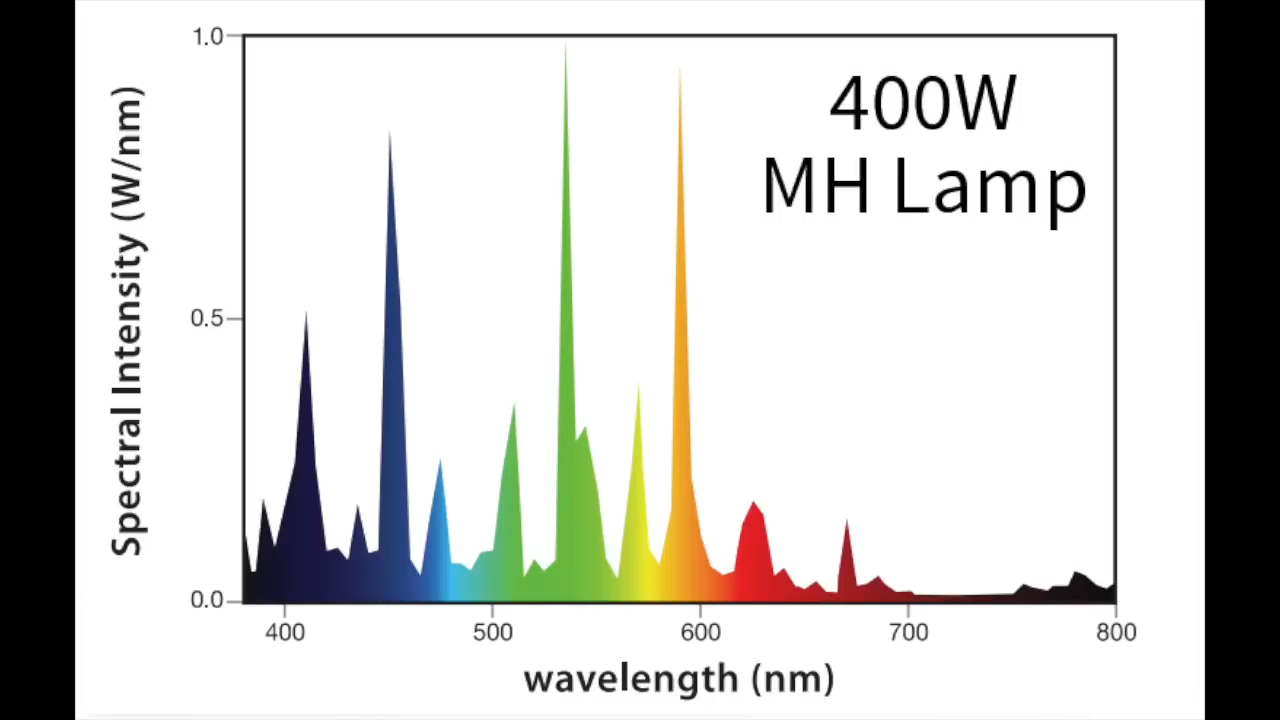 400W
MH Lamp
Spectral Intensity (W/nm)
1.0
0.5
0.0
400 500 600 700 800
wavelength (nm)